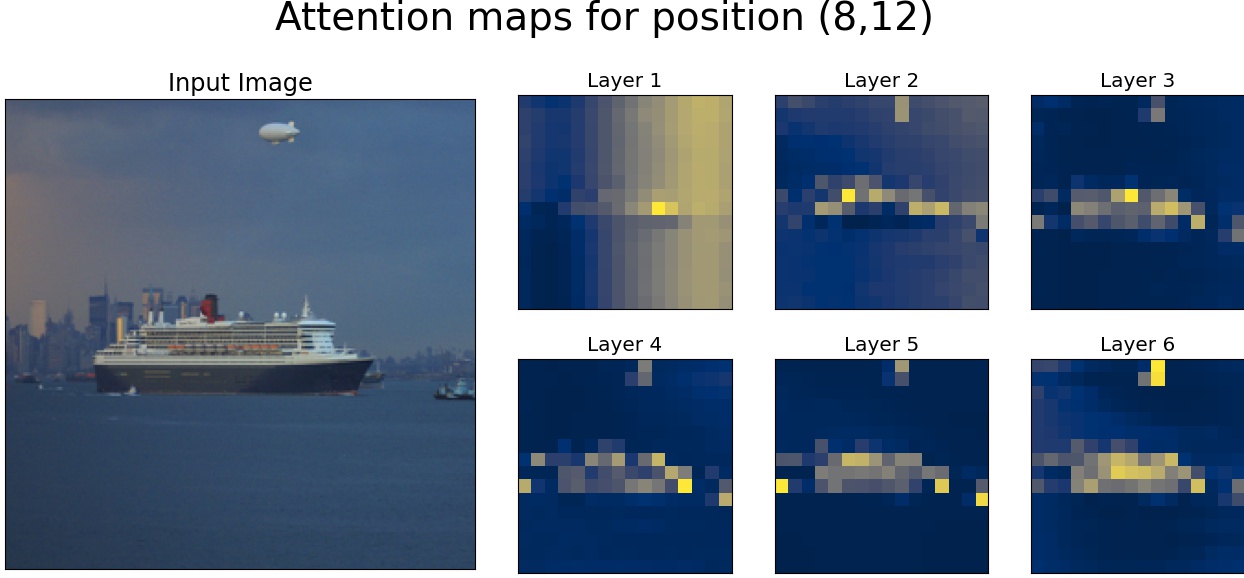 Attention maps for position (8,12)
Input Image
Layer 1
Layer 2
Layer 3
Layer 4
Layer 5
Layer 6